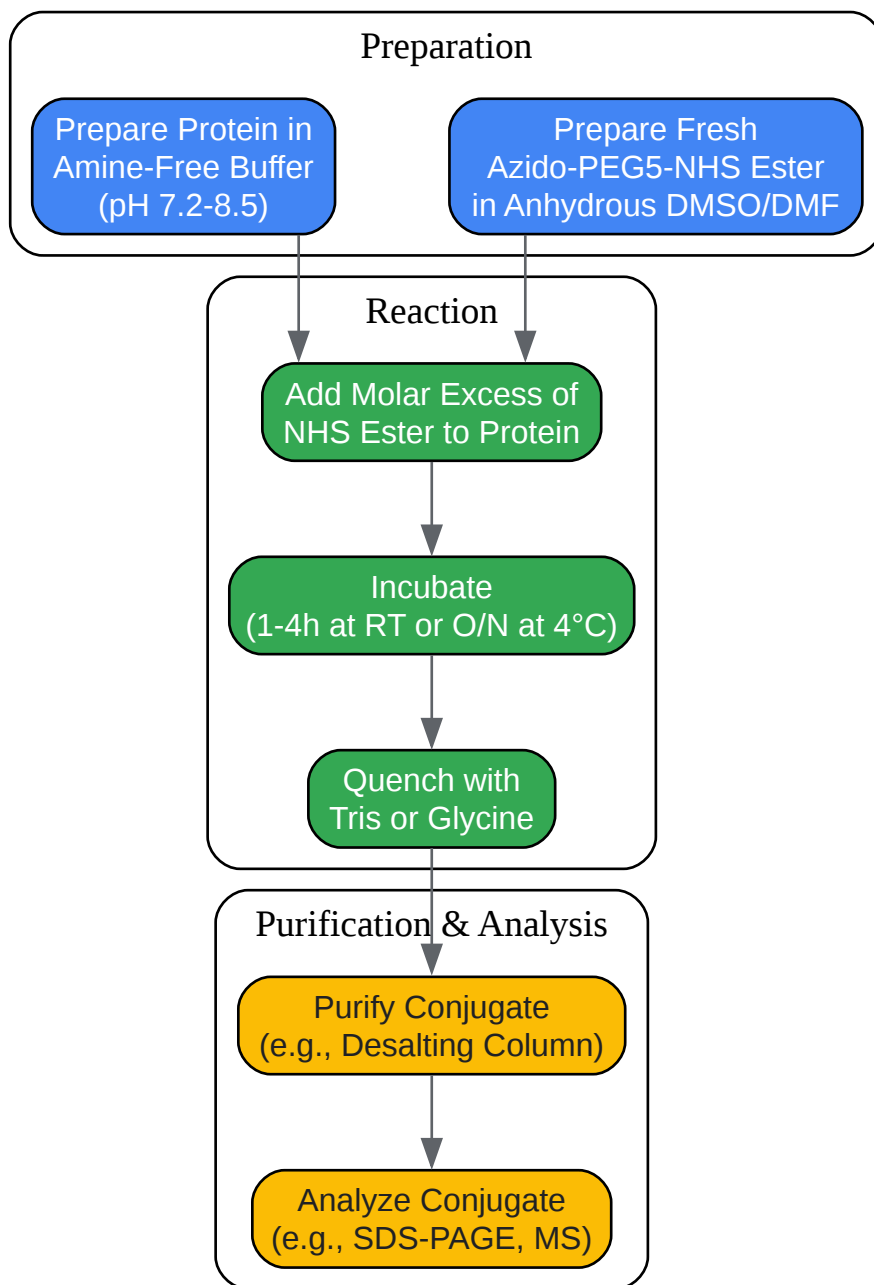 Preparation
Prepare Protein in
Amine-Free Buffer
(pH 7.2-8.5)
Prepare Fresh
Azido-PEG5-NHS Ester
in Anhydrous DMSO/DMF
Reaction
Add Molar Excess of
NHS Ester to Protein
Incubate
(1-4h at RT or O/N at 4°C)
Quench with
Tris or Glycine
Purification & Analysis
Purify Conjugate
(e.g., Desalting Column)
Analyze Conjugate
(e.g., SDS-PAGE, MS)